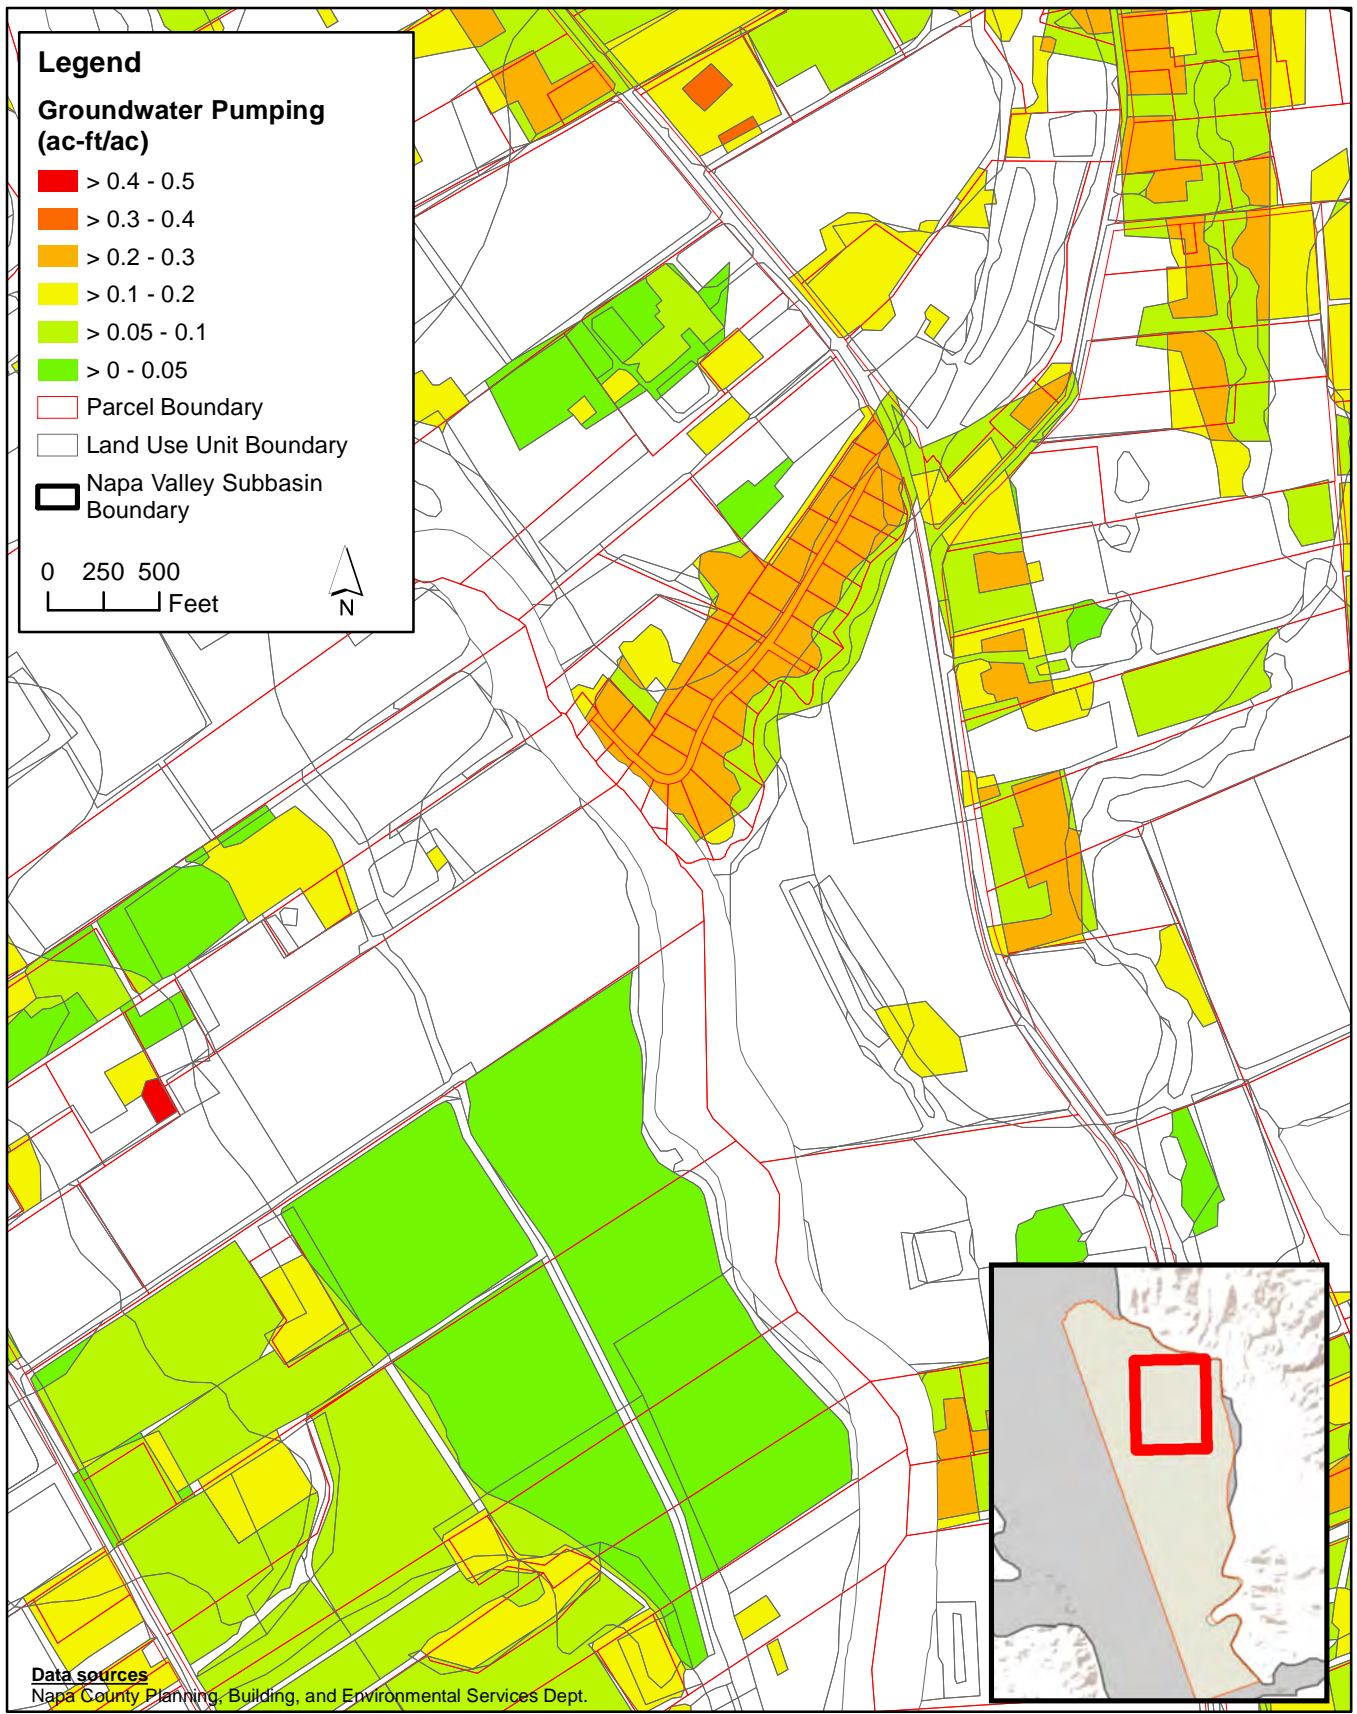 Legend
Groundwater Pumping
(ac-ft/ac)
> 0.4 - 0.5
> 0.3 - 0.4
> 0.2 - 0.3
> 0.1 - 0.2
> 0.05 - 0.1
> 0 - 0.05
Parcel Boundary
Land Use Unit Boundary
Napa Valley Subbasin
Boundary
0 250 500
Feet
N
Data sources
Napa County Planning, Building, and Environmental Services Dept.